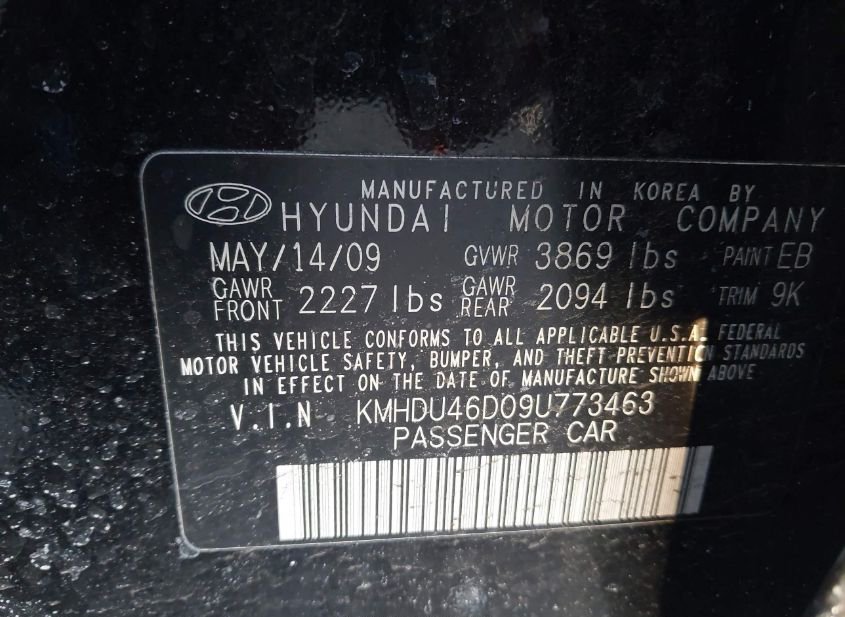 MANUFACTURED IN KOREA BY
HYUNDAI MOTOR COMPANY
MAY/14/09 GVWR 3869 lbs PAINT EB
GAWR FRONT 2227 lbs GAWR REAR 2094 lbs TRIM 9K
THIS VEHICLE CONFORMS TO ALL APPLICABLE U.S.A. FEDERAL
MOTOR VEHICLE SAFETY, BUMPER, AND THEFT PREVENTION STANDARDS
IN EFFECT ON THE DATE OF MANUFACTURE SHOWN ABOVE
V.I.N KMHDU46D09U773463
PASSENGER CAR